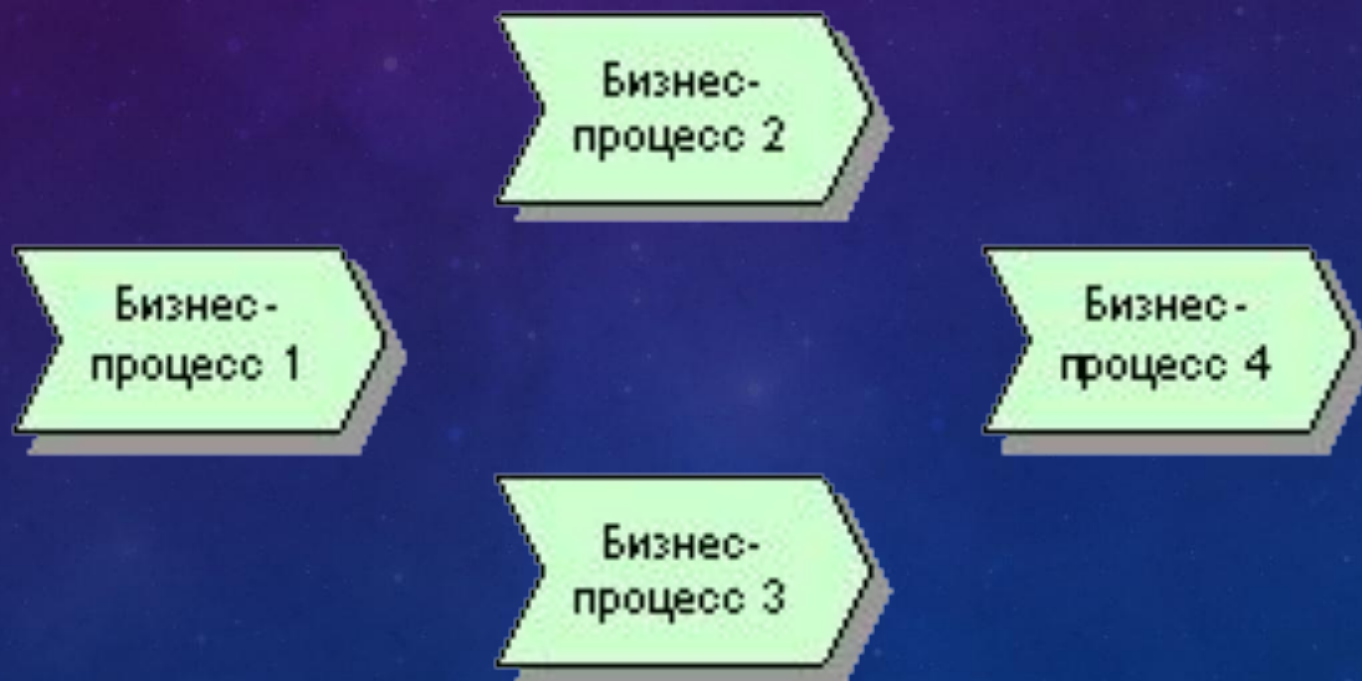 Бизнес-
процесс 2
Бизнес-
процесс 1
Бизнес-
процесс 4
Бизнес-
процесс 3